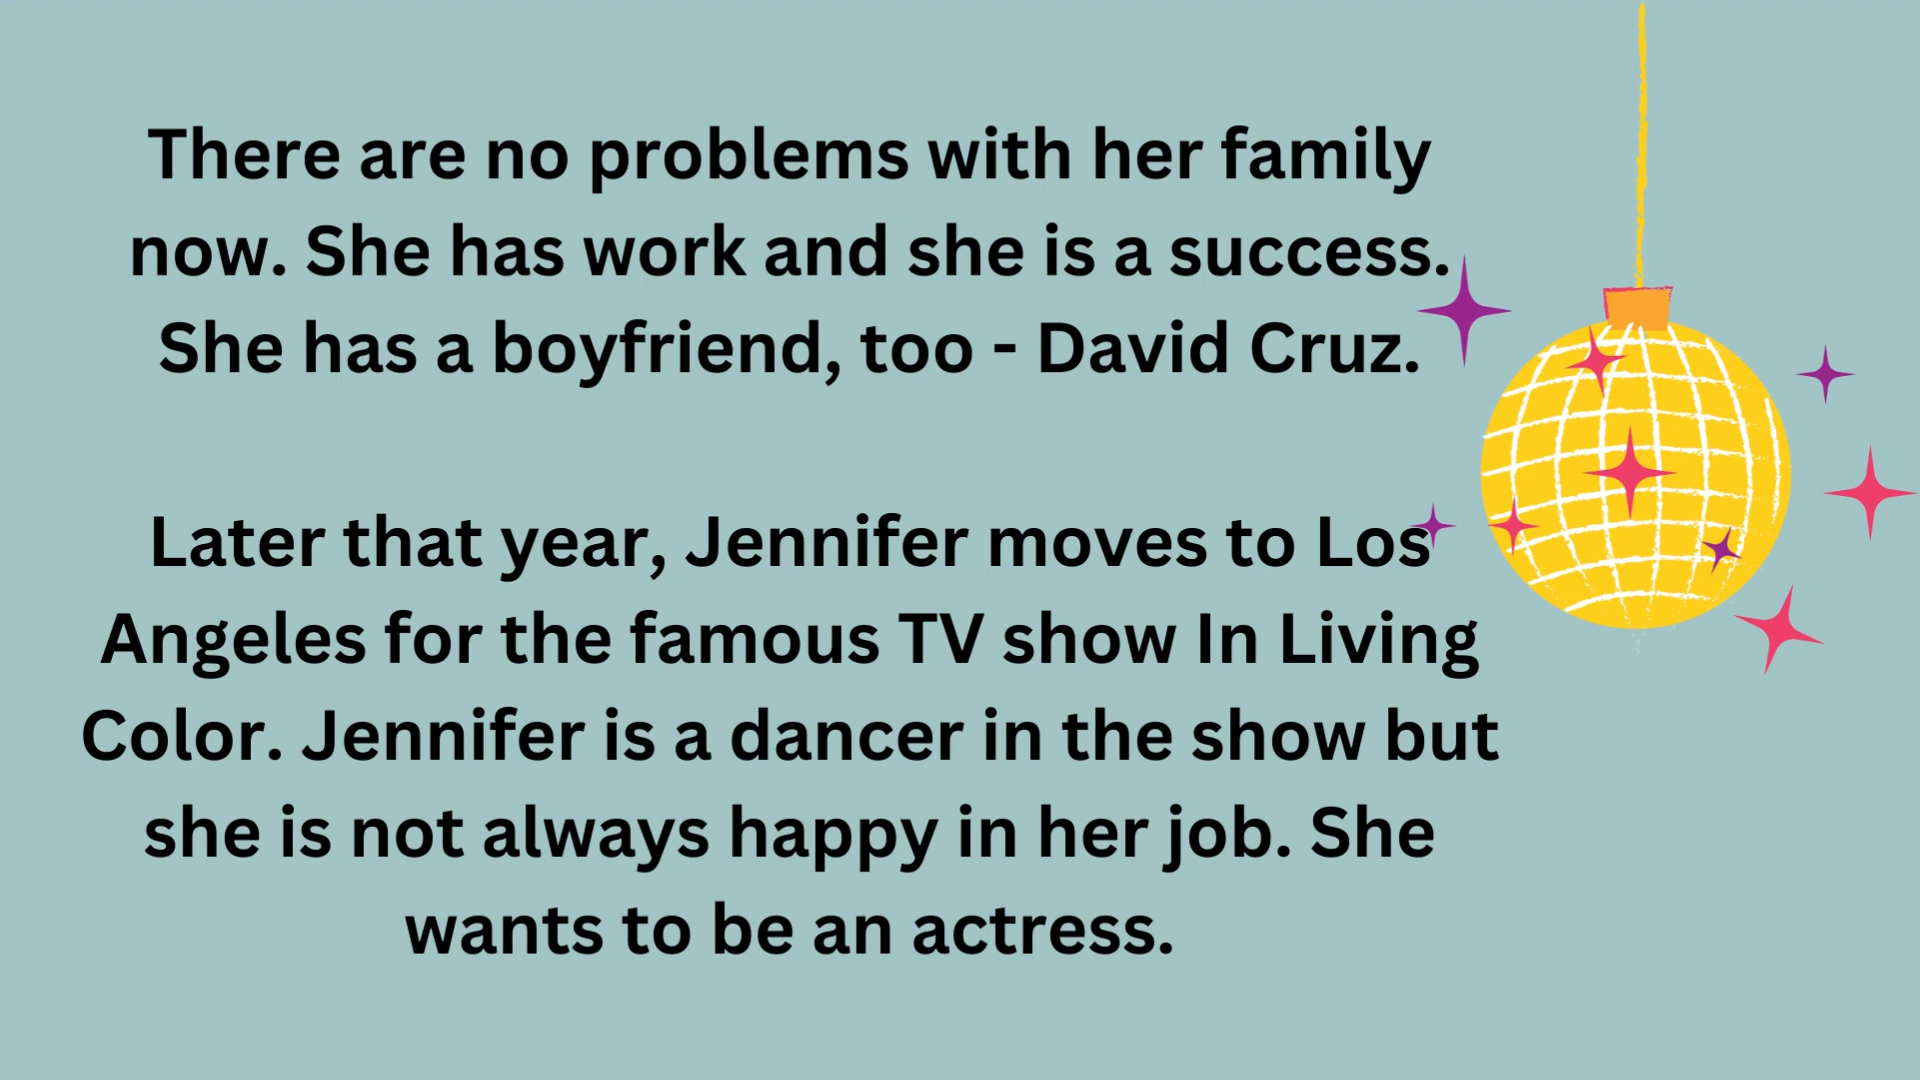 There are no problems with her family
now. She has work and she is a success.
She has a boyfriend, too - David Cruz.
Later that year, Jennifer moves to Los
Angeles for the famous TV show In Living
Color. Jennifer is a dancer in the show but
she is not always happy in her job. She
wants to be an actress.